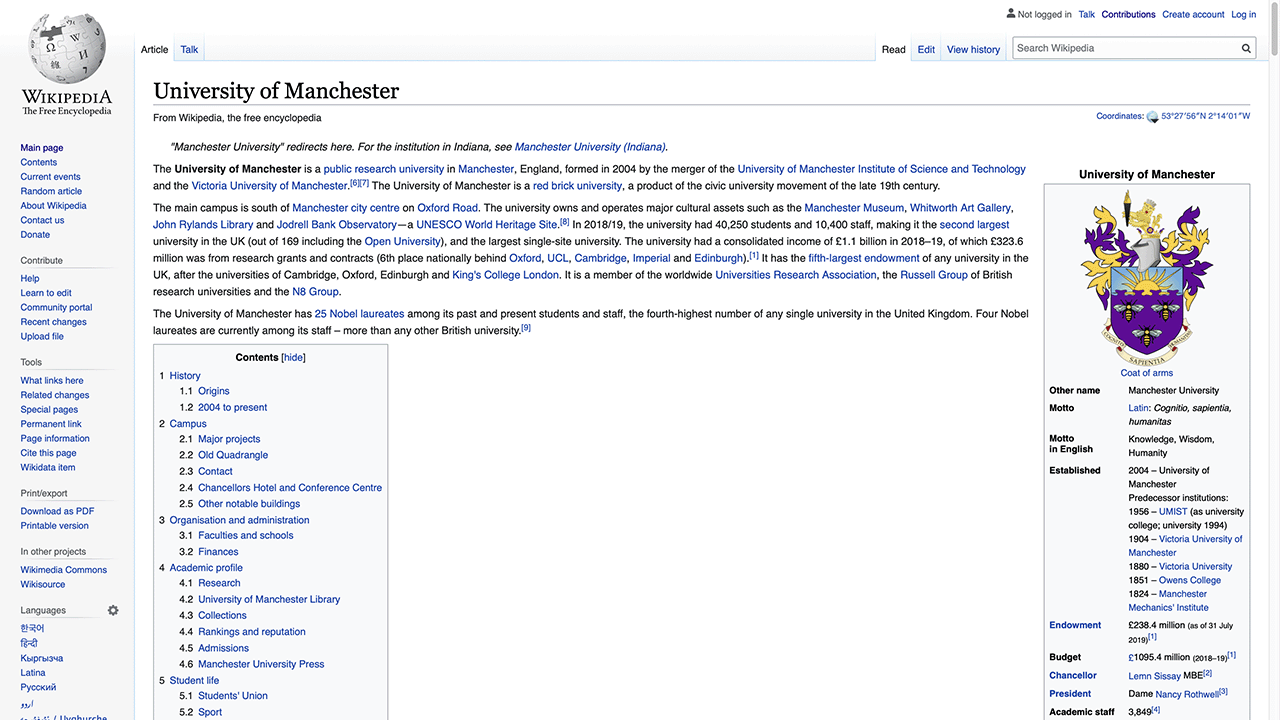 Not logged in Talk Contributions Create account Log in
Article Talk Read Edit View history Search Wikipedia
WIKIPEDIA
The Free Encyclopedia
Main page
Contents
Current events
Random article
About Wikipedia
Contact us
Donate
Contribute
Help
Learn to edit
Community portal
Recent changes
Upload file
Tools
What links here
Related changes
Special pages
Permanent link
Page information
Cite this page
Wikidata item
Print/export
Download as PDF
Printable version
In other projects
Wikimedia Commons
Wikisource
Languages
한국어
हिन्दी
Кыргызча
Latina
Русский
اردو
University of Manchester
From Wikipedia, the free encyclopedia
Coordinates: 53°27′56″N 2°14′01″W
"Manchester University" redirects here. For the institution in Indiana, see Manchester University (Indiana).
The University of Manchester is a public research university in Manchester, England, formed in 2004 by the merger of the University of Manchester Institute of Science and Technology
and the Victoria University of Manchester.[6][7] The University of Manchester is a red brick university, a product of the civic university movement of the late 19th century.
The main campus is south of Manchester city centre on Oxford Road. The university owns and operates major cultural assets such as the Manchester Museum, Whitworth Art Gallery,
John Rylands Library and Jodrell Bank Observatory—a UNESCO World Heritage Site.[8] In 2018/19, the university had 40,250 students and 10,400 staff, making it the second largest
university in the UK (out of 169 including the Open University), and the largest single-site university. The university had a consolidated income of £1.1 billion in 2018–19, of which £323.6
million was from research grants and contracts (6th place nationally behind Oxford, UCL, Cambridge, Imperial and Edinburgh).[1] It has the fifth-largest endowment of any university in the
UK, after the universities of Cambridge, Oxford, Edinburgh and King's College London. It is a member of the worldwide Universities Research Association, the Russell Group of British
research universities and the N8 Group.
The University of Manchester has 25 Nobel laureates among its past and present students and staff, the fourth-highest number of any single university in the United Kingdom. Four Nobel
laureates are currently among its staff – more than any other British university.[9]
Contents [hide]
1 History
1.1 Origins
1.2 2004 to present
2 Campus
2.1 Major projects
2.2 Old Quadrangle
2.3 Contact
2.4 Chancellors Hotel and Conference Centre
2.5 Other notable buildings
3 Organisation and administration
3.1 Faculties and schools
3.2 Finances
4 Academic profile
4.1 Research
4.2 University of Manchester Library
4.3 Collections
4.4 Rankings and reputation
4.5 Admissions
4.6 Manchester University Press
5 Student life
5.1 Students' Union
5.2 Sport
University of Manchester
COGNITIO SAPIENTIA HUMANITAS
Coat of arms
Other name Manchester University
Motto Latin: Cognitio, sapientia,
humanitas
Motto
in English Knowledge, Wisdom,
Humanity
Established 2004 – University of
Manchester
Predecessor institutions:
1956 – UMIST (as university
college; university 1994)
1904 – Victoria University of
Manchester
1880 – Victoria University
1851 – Owens College
1824 – Manchester
Mechanics' Institute
Endowment £238.4 million (as of 31 July
2019)[1]
Budget £1095.4 million (2018–19)[1]
Chancellor Lemn Sissay MBE[2]
President Dame Nancy Rothwell[3]
Academic staff 3,849[4]